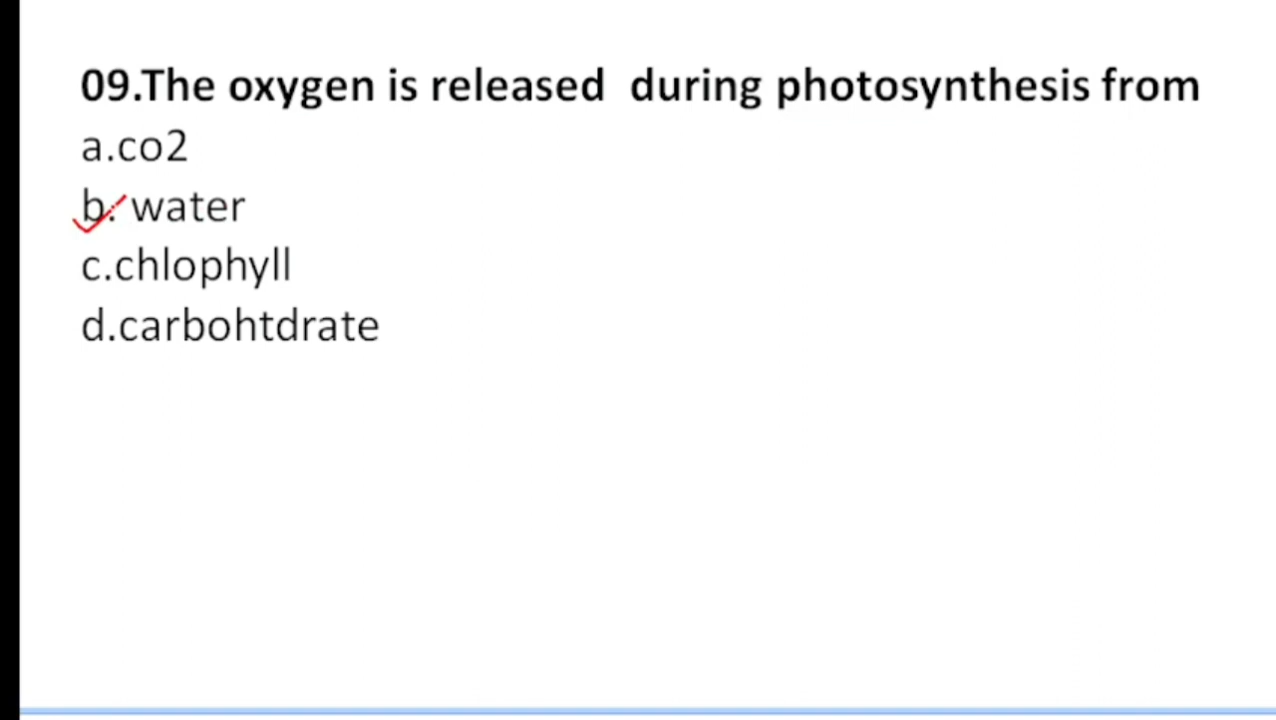 09.The oxygen is released  during photosynthesis from
a.co2
b. water
c.chlophyll
d.carbohtdrate